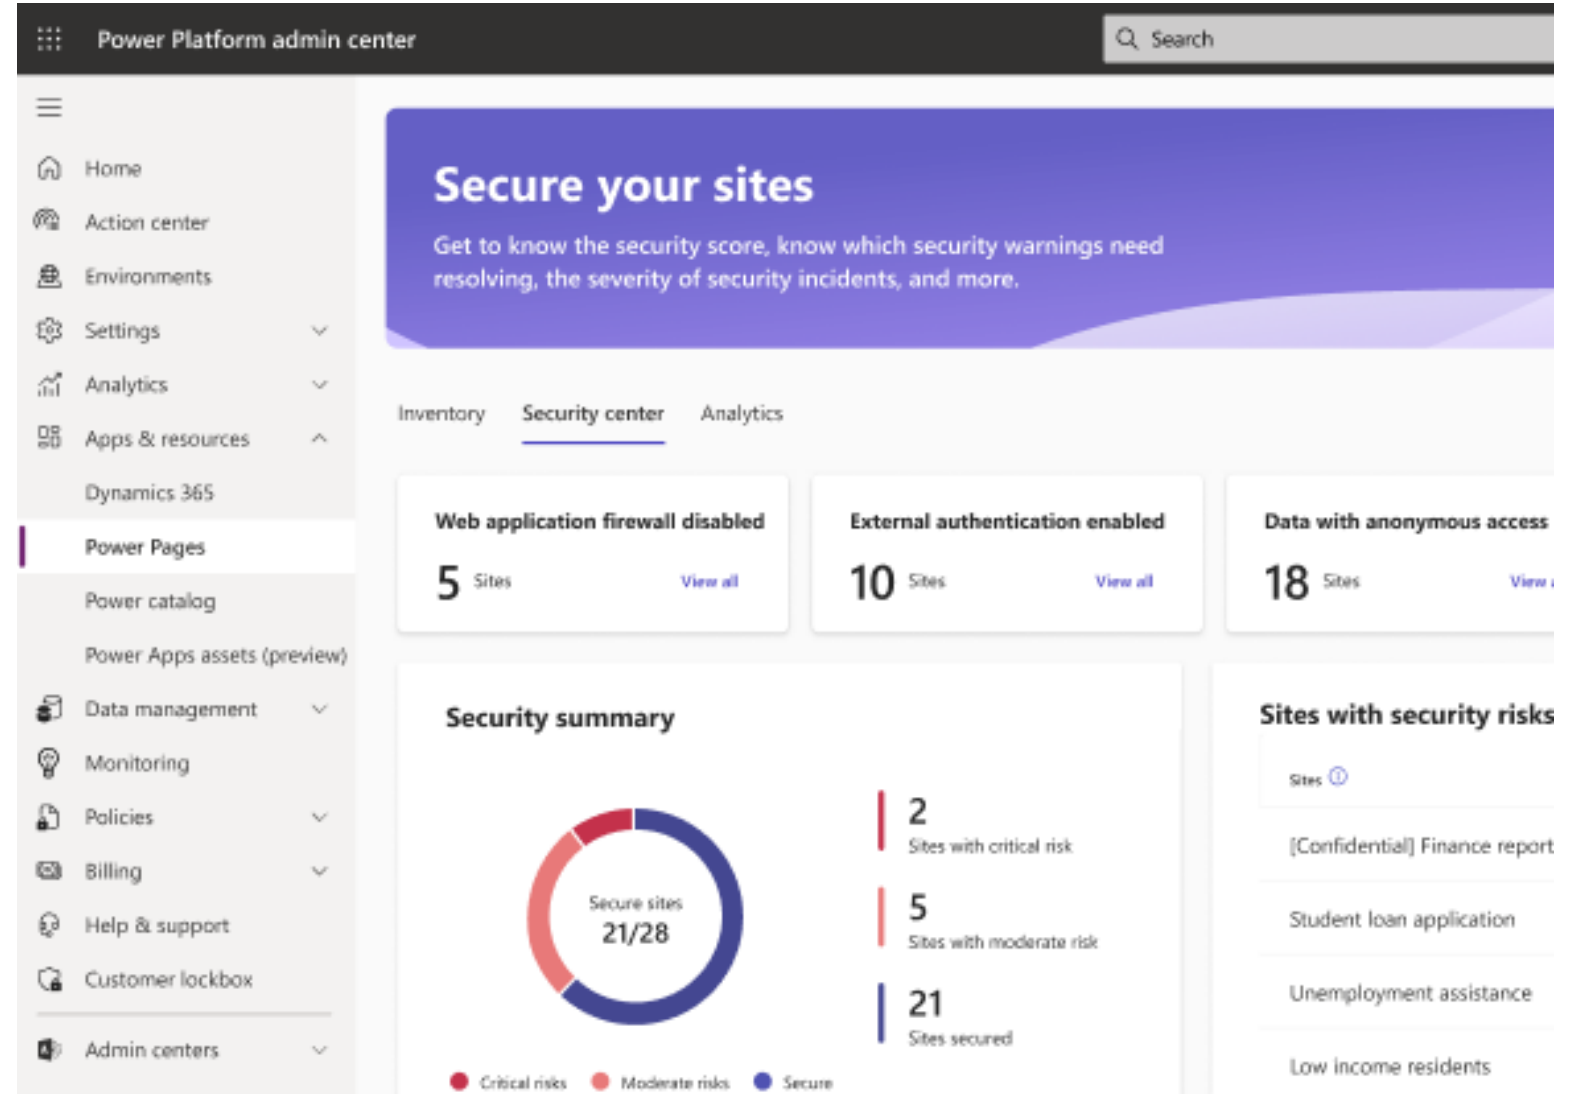 Power Platform admin center
Search
Home
Action center
Environments
Settings
Analytics
Apps & resources
Dynamics 365
Power Pages
Power catalog
Power Apps assets (preview)
Data management
Monitoring
Policies
Billing
Help & support
Customer lockbox
Admin centers
Secure your sites
Get to know the security score, know which security warnings need
resolving, the severity of security incidents, and more.
Inventory Security center Analytics
Web application firewall disabled
5 Sites View all
External authentication enabled
10 Sites View all
Data with anonymous access
18 Sites View
Security summary
Secure sites
21/28
2
Sites with critical risk
5
Sites with moderate risk
21
Sites secured
Critical risks Moderate risks Secure
Sites with security risks
Sites
[Confidential] Finance report
Student loan application
Unemployment assistance
Low income residents